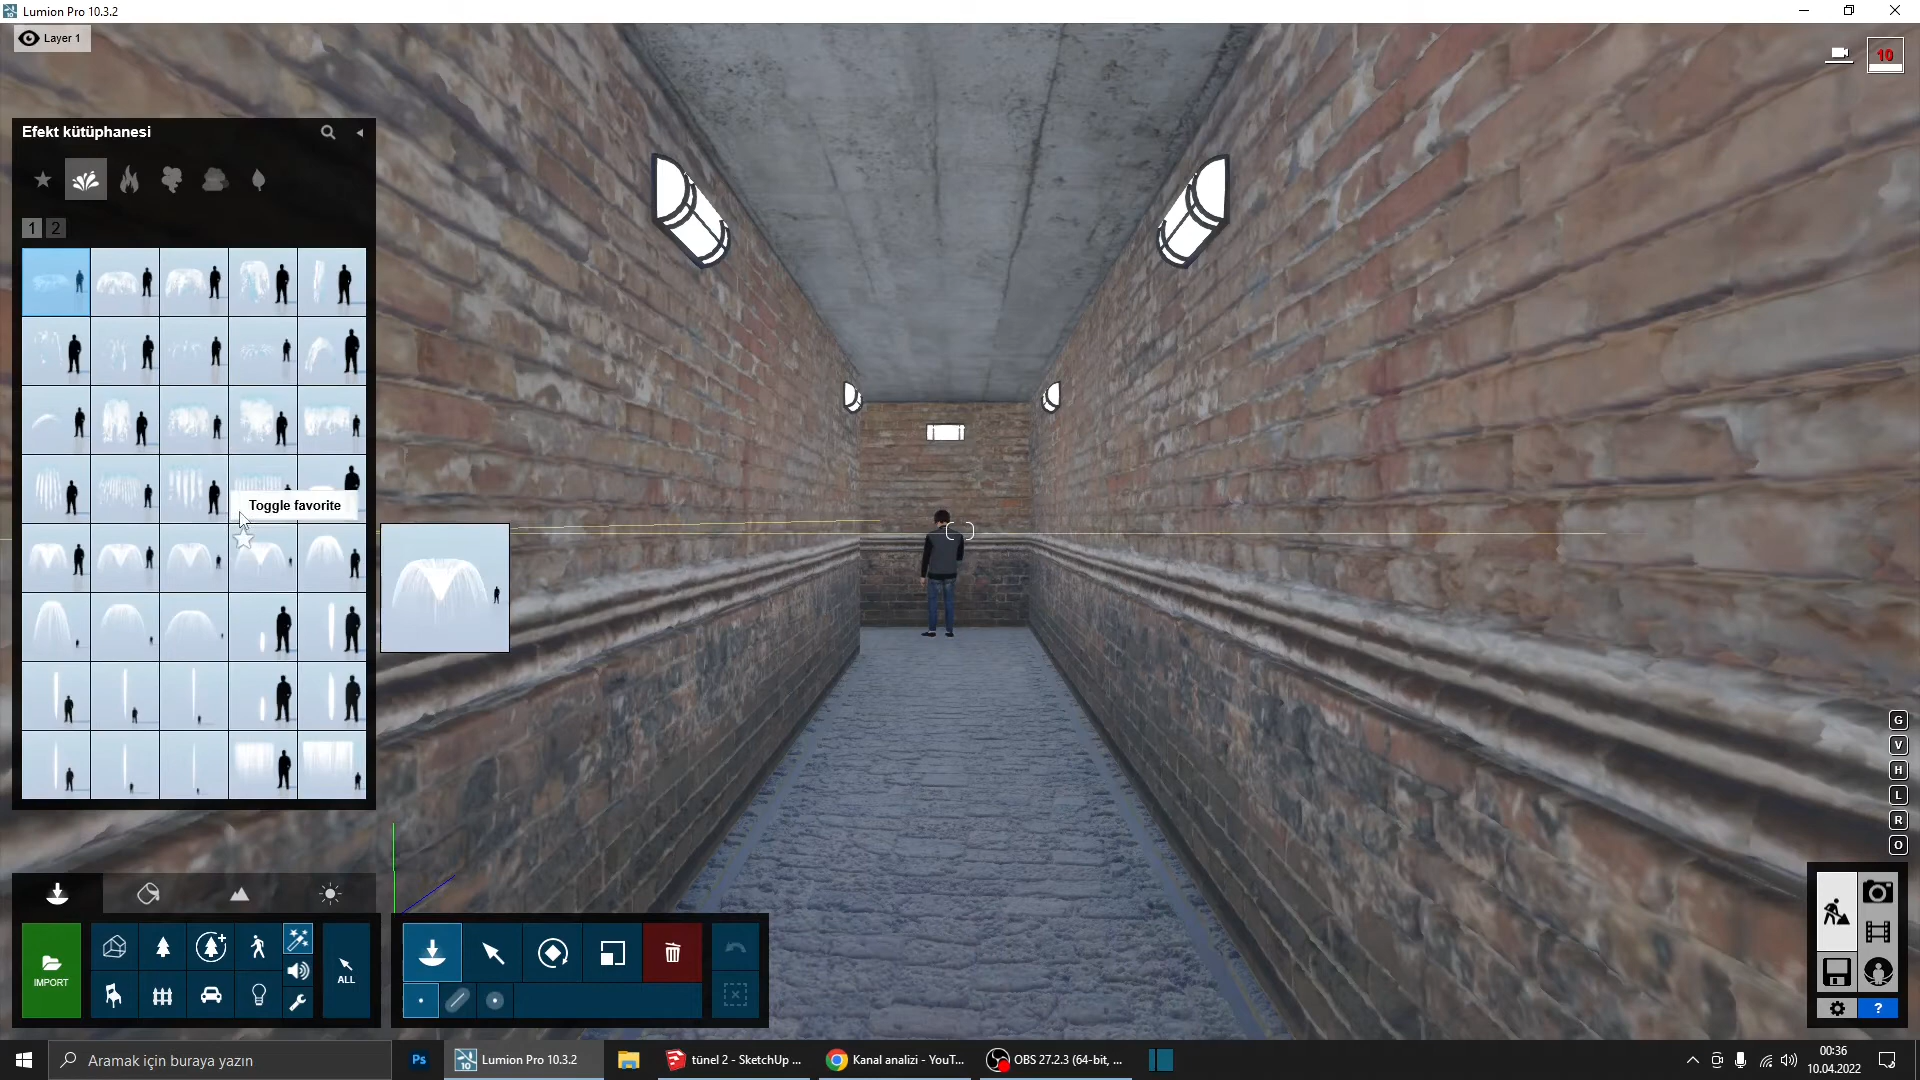 Lumion Pro 10.3.2
Layer 1
10
Efekt kütüphanesi
1 2
Toggle favorite
G
V
H
L
R
O
IMPORT
ALL
?
Aramak için buraya yazın
Ps
10
Lumion Pro 10.3.2
tünel 2 - SketchUp ...
Kanal analizi - YouT...
OBS 27.2.3 (64-bit, ...
00:36
10.04.2022